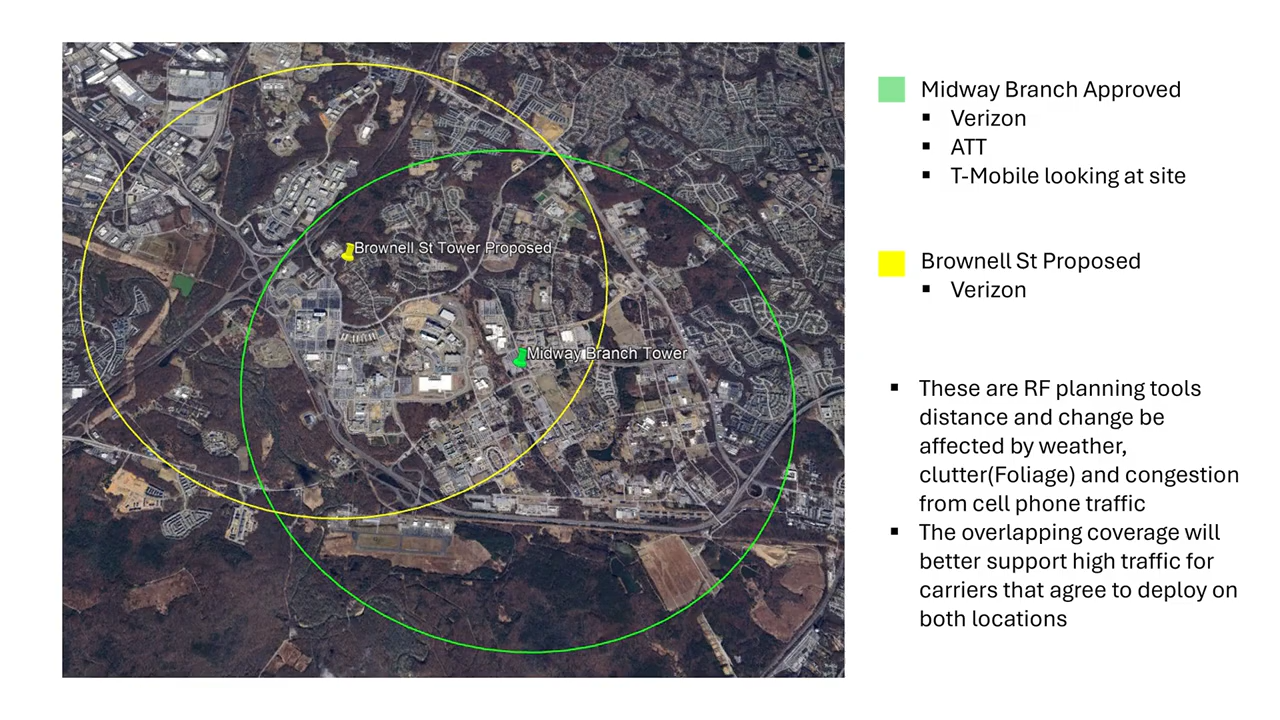 Midway Branch Approved
▪ Verizon
▪ ATT
▪ T-Mobile looking at site
Brownell St Proposed
▪ Verizon
Brownell St Tower Proposed
Midway Branch Tower
▪ These are RF planning tools
distance and change be
affected by weather,
clutter(Foliage) and congestion
from cell phone traffic
▪ The overlapping coverage will
better support high traffic for
carriers that agree to deploy on
both locations